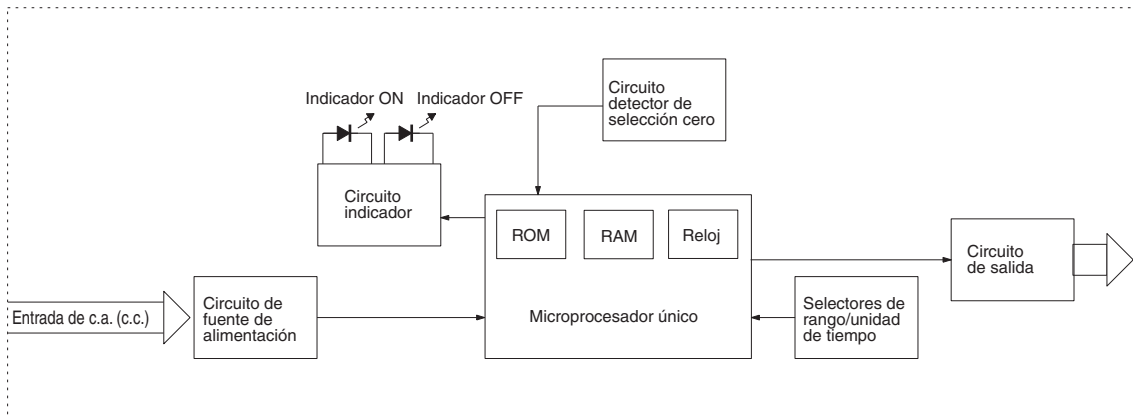 Circuito
detector de
selección cero
Indicador ON
Indicador OFF
Circuito
indicador
ROM
RAM
Reloj
Circuito
de salida
Entrada de c.a. (c.c.)
Circuito de
fuente de
alimentación
Microprocesador único
Selectores de
rango/unidad
de tiempo